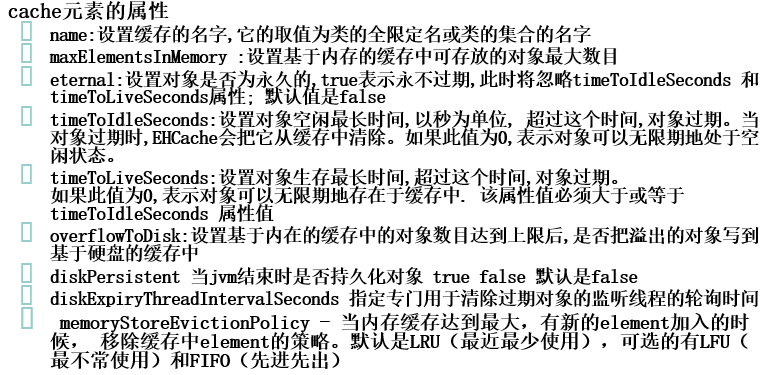 cache元素的属性
name:设置缓存的名字,它的取值为类的全限定名或类的集合的名字
maxElementsInMemory :设置基于内存的缓存中可存放的对象最大数目
eternal:设置对象是否为永久的,true表示永不过期,此时将忽略timeToIdleSeconds 和
timeToLiveSeconds属性; 默认值是false
timeToIdleSeconds:设置对象空闲最长时间,以秒为单位, 超过这个时间,对象过期。当
对象过期时,EHCache会把它从缓存中清除。如果此值为0,表示对象可以无限期地处于空
闲状态。
timeToLiveSeconds:设置对象生存最长时间,超过这个时间,对象过期。
如果此值为0,表示对象可以无限期地存在于缓存中. 该属性值必须大于或等于
timeToIdleSeconds 属性值
overflowToDisk:设置基于内在的缓存中的对象数目达到上限后,是否把溢出的对象写到
基于硬盘的缓存中
diskPersistent 当jvm结束时是否持久化对象 true false 默认是false
diskExpiryThreadIntervalSeconds 指定专门用于清除过期对象的监听线程的轮询时间
memoryStoreEvictionPolicy - 当内存缓存达到最大，有新的element加入的时
候， 移除缓存中element的策略。默认是LRU（最近最少使用），可选的有LFU（
最不常使用）和FIFO（先进先出）